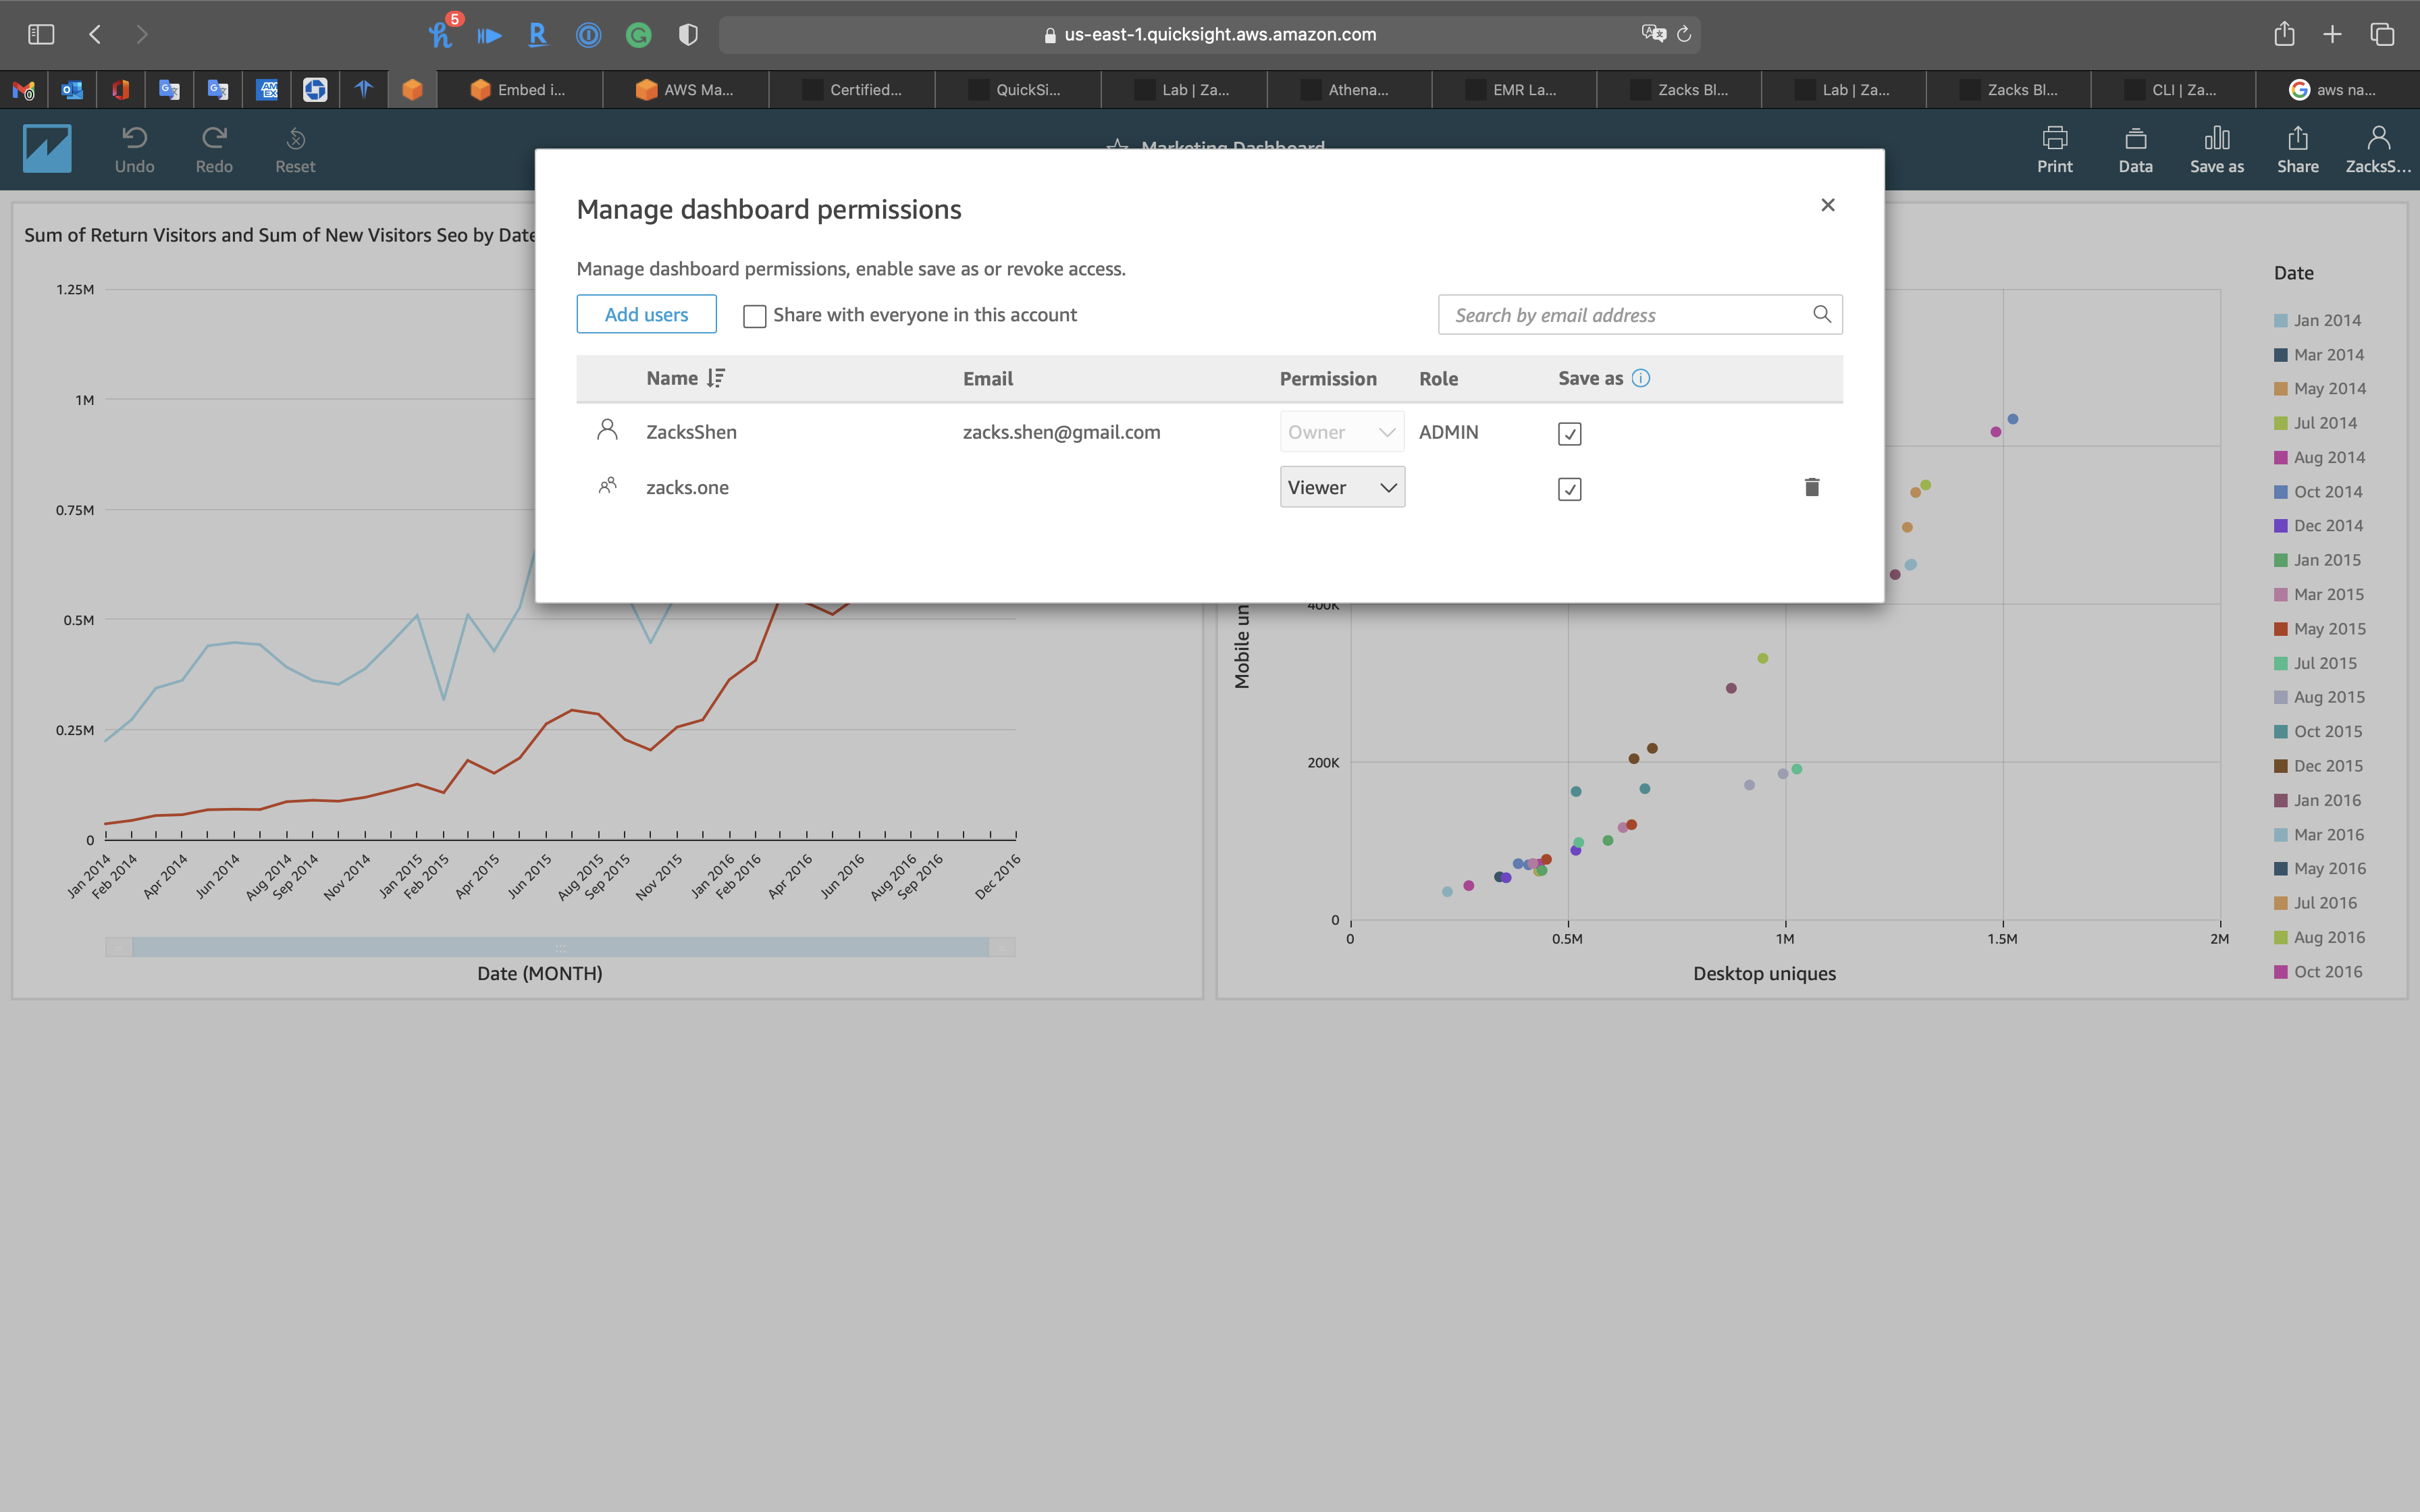 5
us-east-1.quicksight.aws.amazon.com
0
AM
EX
Embed i...
AWS Ma...
Certified...
QuickSi...
Lab | Za...
Athena...
EMR La...
Zacks Bl...
Lab | Za...
Zacks Bl...
CLI | Za...
aws na...
Undo
Redo
Reset
Marketing Dashboard
Print
Data
Save as
Share
ZacksS...
Manage dashboard permissions
Manage dashboard permissions, enable save as or revoke access.
Add users
Share with everyone in this account
Search by email address
Name
Email
Permission
Role
Save as
ZacksShen
zacks.shen@gmail.com
Owner
ADMIN
zacks.one
Viewer
Sum of Return Visitors and Sum of New Visitors Seo by Date
1.25M
1M
0.75M
0.5M
0.25M
0
Jan 2014
Feb 2014
Apr 2014
Jun 2014
Aug 2014
Sep 2014
Nov 2014
Jan 2015
Feb 2015
Apr 2015
Jun 2015
Aug 2015
Sep 2015
Nov 2015
Jan 2016
Feb 2016
Apr 2016
Jun 2016
Aug 2016
Sep 2016
Dec 2016
Date (MONTH)
Mobile un
400K
200K
0
0
0.5M
1M
1.5M
2M
Desktop uniques
Date
Jan 2014
Mar 2014
May 2014
Jul 2014
Aug 2014
Oct 2014
Dec 2014
Jan 2015
Mar 2015
May 2015
Jul 2015
Aug 2015
Oct 2015
Dec 2015
Jan 2016
Mar 2016
May 2016
Jul 2016
Aug 2016
Oct 2016